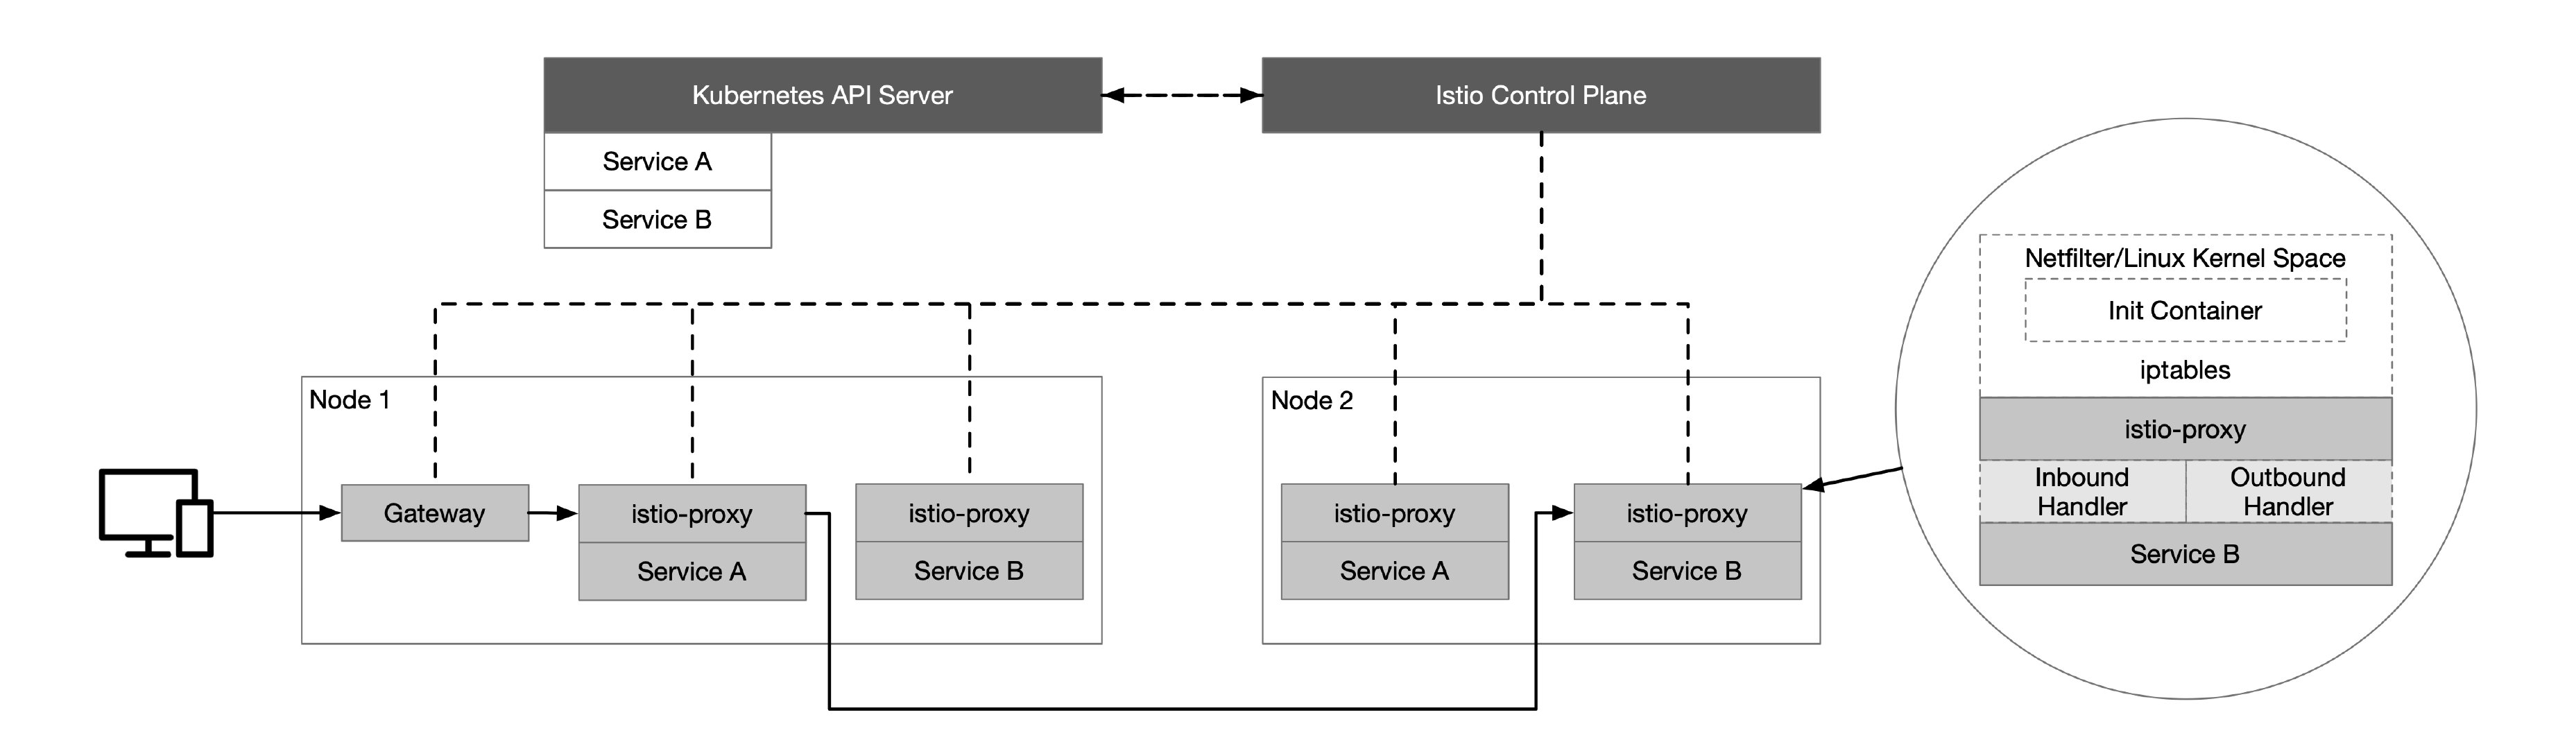 Kubernetes API Server
Istio Control Plane
Service A
Service B
Netfilter/Linux Kernel Space
Init Container
iptables
istio-proxy
Inbound
Handler
Outbound
Handler
Service B
Node 1
Gateway
istio-proxy
Service A
istio-proxy
Service B
Node 2
istio-proxy
Service A
istio-proxy
Service B